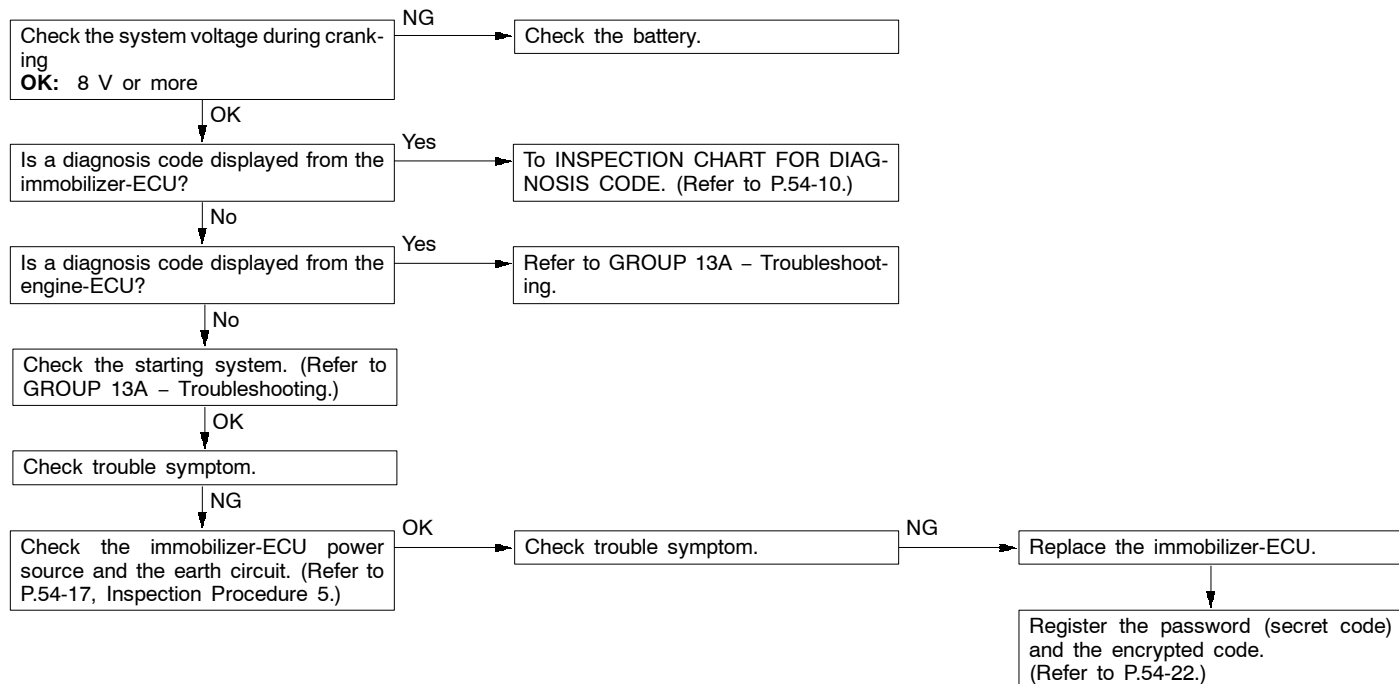 Check the system voltage during crank-
ing
OK: 8 V or more
NG
Check the battery.
OK
Is a diagnosis code displayed from the
immobilizer-ECU?
Yes
To INSPECTION CHART FOR DIAG-
NOSIS CODE. (Refer to P.54-10.)
No
Is a diagnosis code displayed from the
engine-ECU?
Yes
Refer to GROUP 13A – Troubleshoot-
ing.
No
Check the starting system. (Refer to
GROUP 13A – Troubleshooting.)
OK
Check trouble symptom.
NG
Check the immobilizer-ECU power
source and the earth circuit. (Refer to
P.54-17, Inspection Procedure 5.)
OK
Check trouble symptom.
NG
Replace the immobilizer-ECU.
Register the password (secret code)
and the encrypted code.
(Refer to P.54-22.)